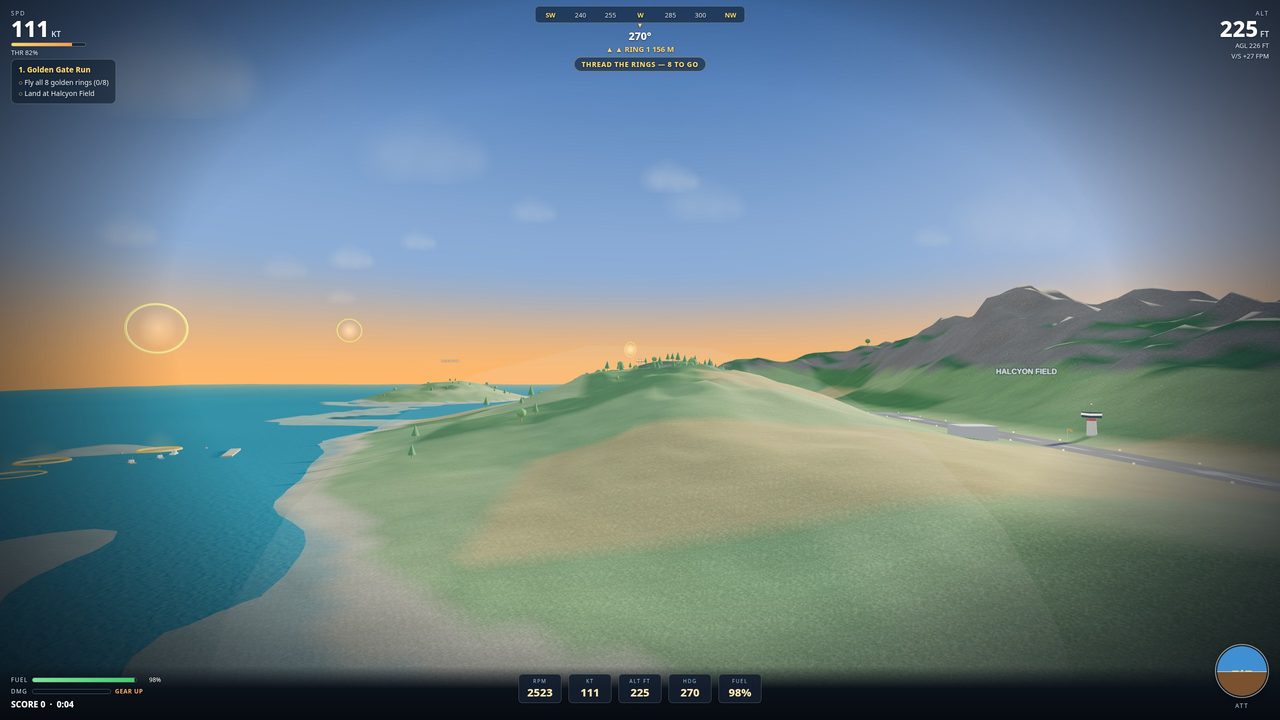 SPD
111 KT
THR 82%
1. Golden Gate Run
○ Fly all 8 golden rings (0/8)
○ Land at Halcyon Field
SW 240 255 W 285 300 NW
270°
▲ ▲ RING 1 156 M
THREAD THE RINGS — 8 TO GO
ALT
225 FT
AGL 226 FT
V/S +27 FPM
HALCYON FIELD
FUEL 98%
DMG GEAR UP
SCORE 0 · 0:04
RPM
2523
KT
111
ALT FT
225
HDG
270
FUEL
98%
ATT